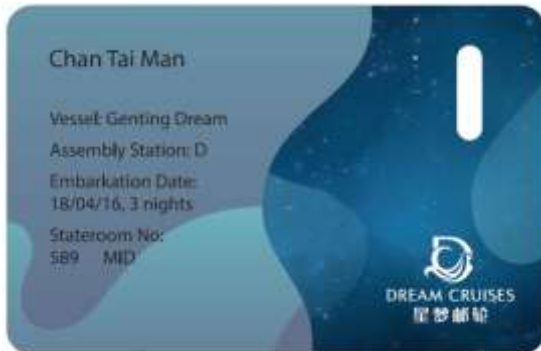 Chan Tai Man
Vessel: Genting Dream
Assembly Station: D
Embarkation Date:
18/04/16, 3 nights
Stateroom No:
589 MID
DREAM CRUISES
星梦邮轮